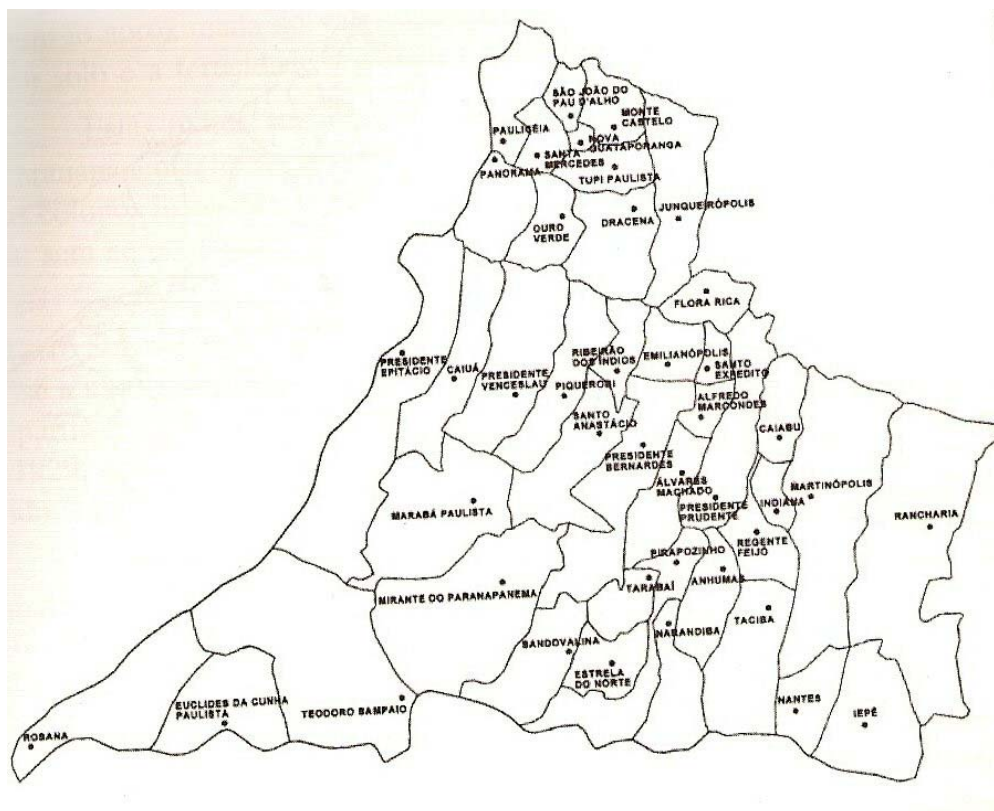 SÃO JOÃO DO
PAU D'ALHO
MONTE
CASTELO
PAULICÉIA
NOVA
GUATAPORANGA
SANTA
MERCEDES
PANORAMA
TUPI PAULISTA
JUNQUEIRÓPOLIS
OURO
VERDE
DRACENA
FLORA RICA
PRESIDENTE
EPITÁCIO
CAIUÁ
PRESIDENTE
VENCESLAU
RIBEIRÃO
DOS ÍNDIOS
EMILIANÓPOLIS
SANTO
EXPEDITO
PIQUEROBI
ALFREDO
MARCONDES
SANTO
ANASTÁCIO
CAIABU
PRESIDENTE
BERNARDES
ÁLVARES
MACHADO
MARTINÓPOLIS
INDIANA
PRESIDENTE
PRUDENTE
RANCHARIA
MARABÁ PAULISTA
REGENTE
FEIJÓ
PIRAPOZINHO
TARABAÍ
ANHUMAS
MIRANTE DO PARANAPANEMA
NARANDIBA
TACIBA
SANDOVALINA
ESTRELA
DO NORTE
EUCLIDES DA CUNHA
PAULISTA
TEODORO SAMPAIO
NANTES
IEPÊ
ROSANA